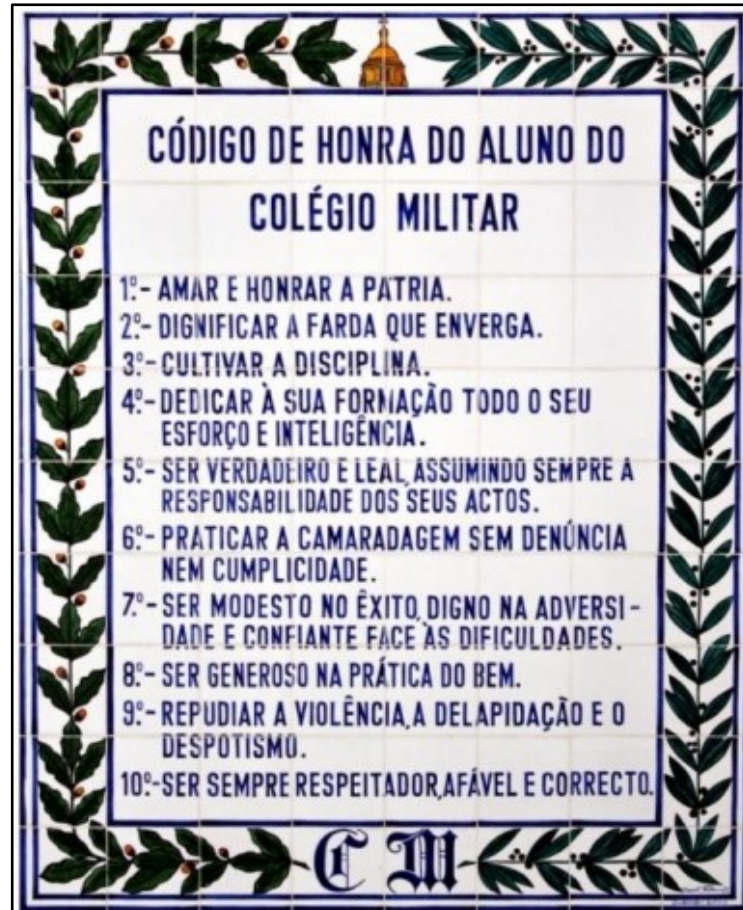 CÓDIGO DE HONRA DO ALUNO DO
COLÉGIO MILITAR
1º.- AMAR E HONRAR A PÁTRIA.
2º.- DIGNIFICAR A FARDA QUE ENVERGA.
3º.- CULTIVAR A DISCIPLINA.
4º.- DEDICAR À SUA FORMAÇÃO TODO O SEU
ESFORÇO E INTELIGÊNCIA.
5º.- SER VERDADEIRO E LEAL, ASSUMINDO SEMPRE A
RESPONSABILIDADE DOS SEUS ACTOS.
6º.- PRATICAR A CAMARADAGEM SEM DENÚNCIA
NEM CUMPLICIDADE.
7º.- SER MODESTO NO ÊXITO, DIGNO NA ADVERSI-
DADE E CONFIANTE FACE ÀS DIFICULDADES.
8º.- SER GENEROSO NA PRÁTICA DO BEM.
9º.- REPUDIAR A VIOLÊNCIA, A DELAPIDAÇÃO E O
DESPOTISMO.
10º.- SER SEMPRE RESPEITADOR, AFÁVEL E CORRECTO.
C M